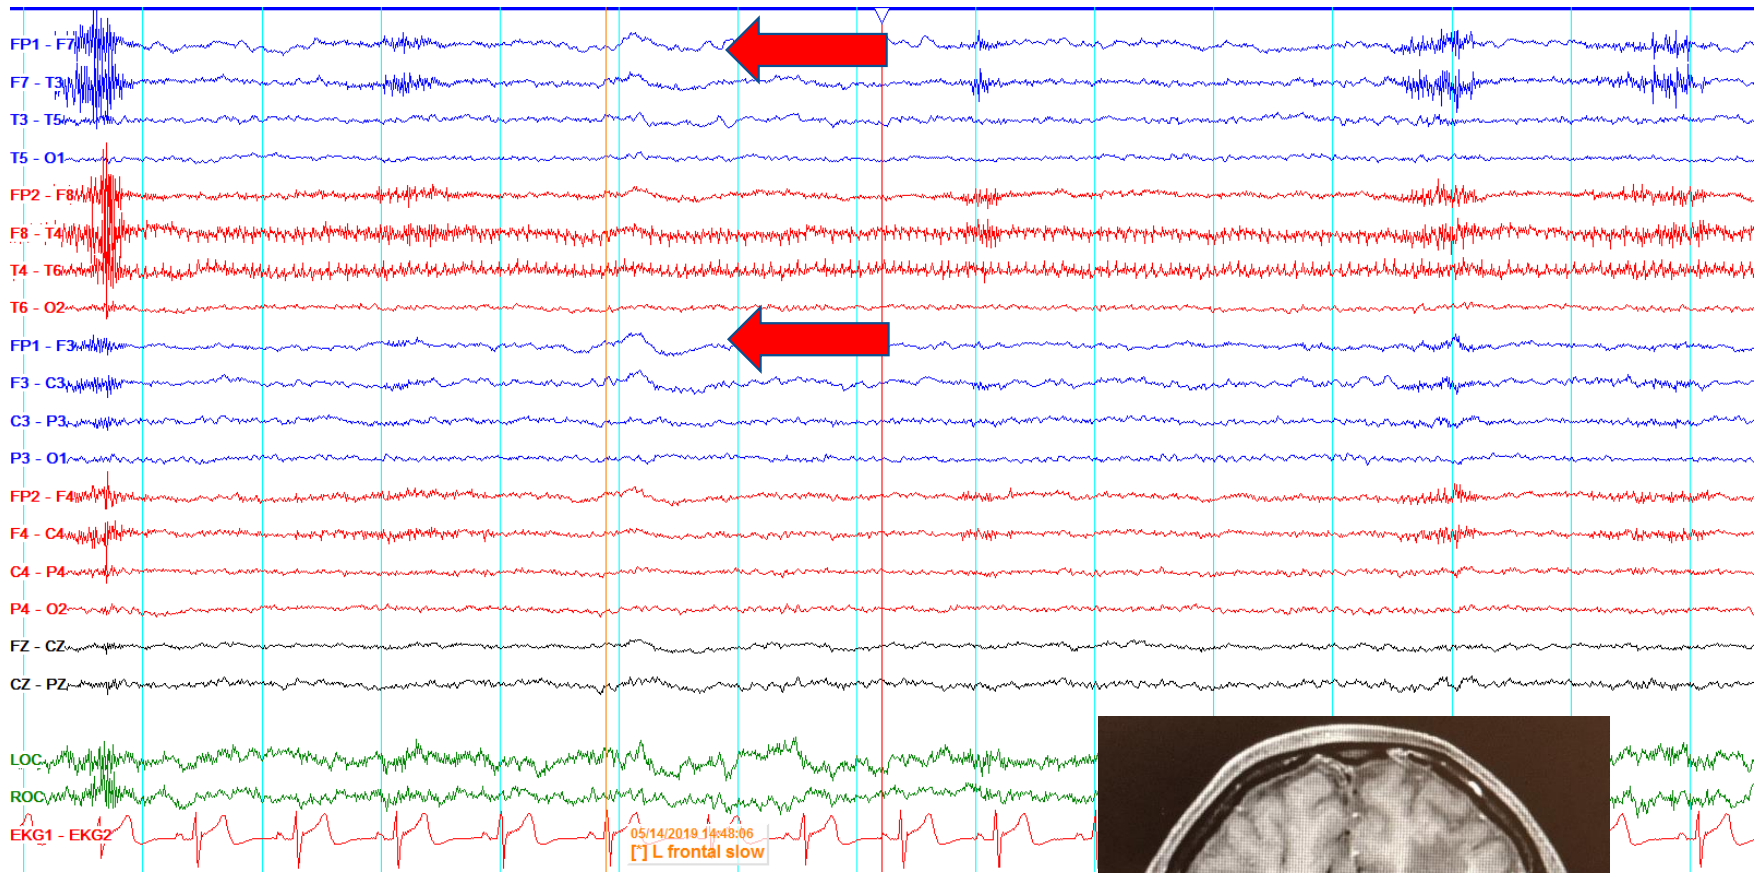 FP1 - F7
F7 - T3
T3 - T5
T5 - O1
FP2 - F8
F8 - T4
T4 - T6
T6 - O2
FP1 - F3
F3 - C3
C3 - P3
P3 - O1
FP2 - F4
F4 - C4
C4 - P4
P4 - O2
FZ - CZ
CZ - PZ
LOC
ROC
EKG1 - EKG2
05/14/2019 14:48:06
[*] L frontal slow